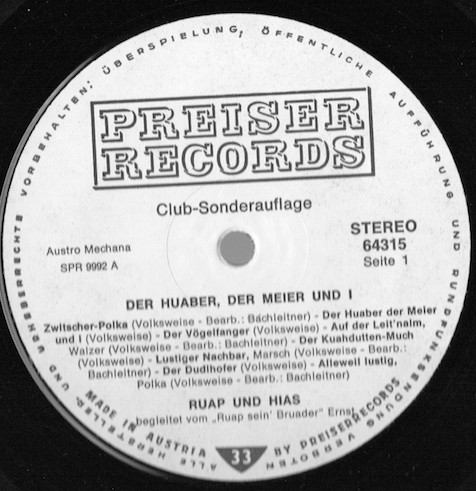 ALLE HERSTELLER- UND URHEBERRECHTE VORBEHALTEN: ÜBERSPIELUNG, ÖFFENTLICHE AUFFÜHRUNG UND RUNDFUNKSENDUNG VERBOTEN
PREISER
RECORDS
Club-Sonderauflage
Austro Mechana
SPR 9992 A
STEREO
64315
Seite 1
DER HUABER, DER MEIER UND I
Zwitscher-Polka (Volksweise - Bearb.: Bachleitner) - Der Huaber der Meier
und I (Volksweise) - Der Vögelfanger (Volksweise) - Auf der Leit'nalm,
Walzer (Volksweise - Bearb.: Bachleitner) - Der Kuahdutten-Much
(Volksweise) - Lustiger Nachbar, Marsch (Volksweise - Bearb.:
Bachleitner) - Der Dudlhofer (Volksweise) - Alleweil lustig,
Polka (Volksweise - Bearb.: Bachleitner)
RUAP UND HIAS
begleitet vom „Ruap sein' Bruader" Ernst
MADE IN AUSTRIA
33
BY PREISERRECORDS